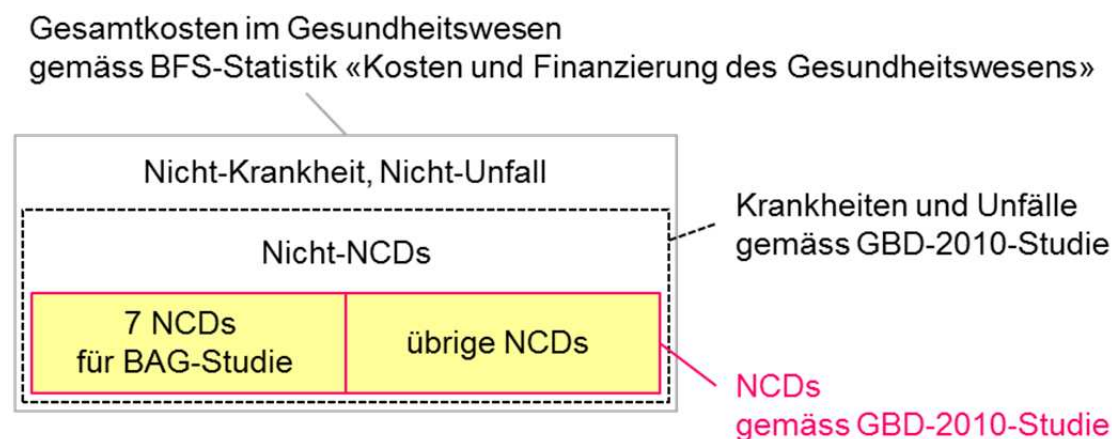 Gesamtkosten im Gesundheitswesen
gemäss BFS-Statistik «Kosten und Finanzierung des Gesundheitswesens»
Nicht-Krankheit, Nicht-Unfall
Krankheiten und Unfälle
gemäss GBD-2010-Studie
Nicht-NCDs
7 NCDs
für BAG-Studie
übrige NCDs
NCDs
gemäss GBD-2010-Studie